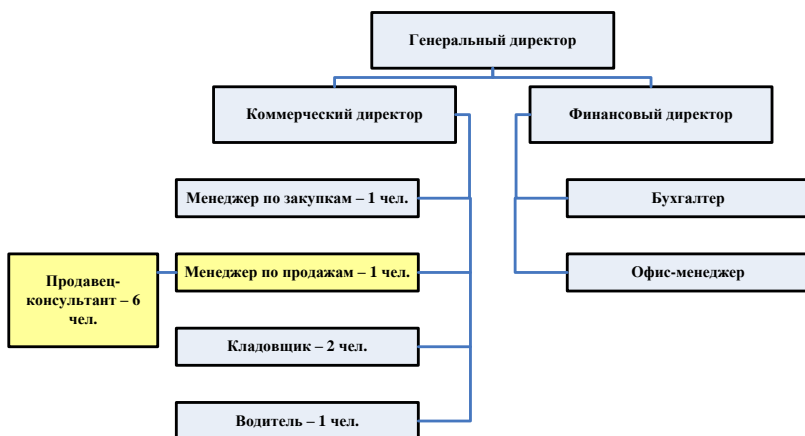 Генеральный директор
Коммерческий директор
Финансовый директор
Менеджер по закупкам – 1 чел.
Бухгалтер
Продавец-
консультант – 6
чел.
Менеджер по продажам – 1 чел.
Офис-менеджер
Кладовщик – 2 чел.
Водитель – 1 чел.